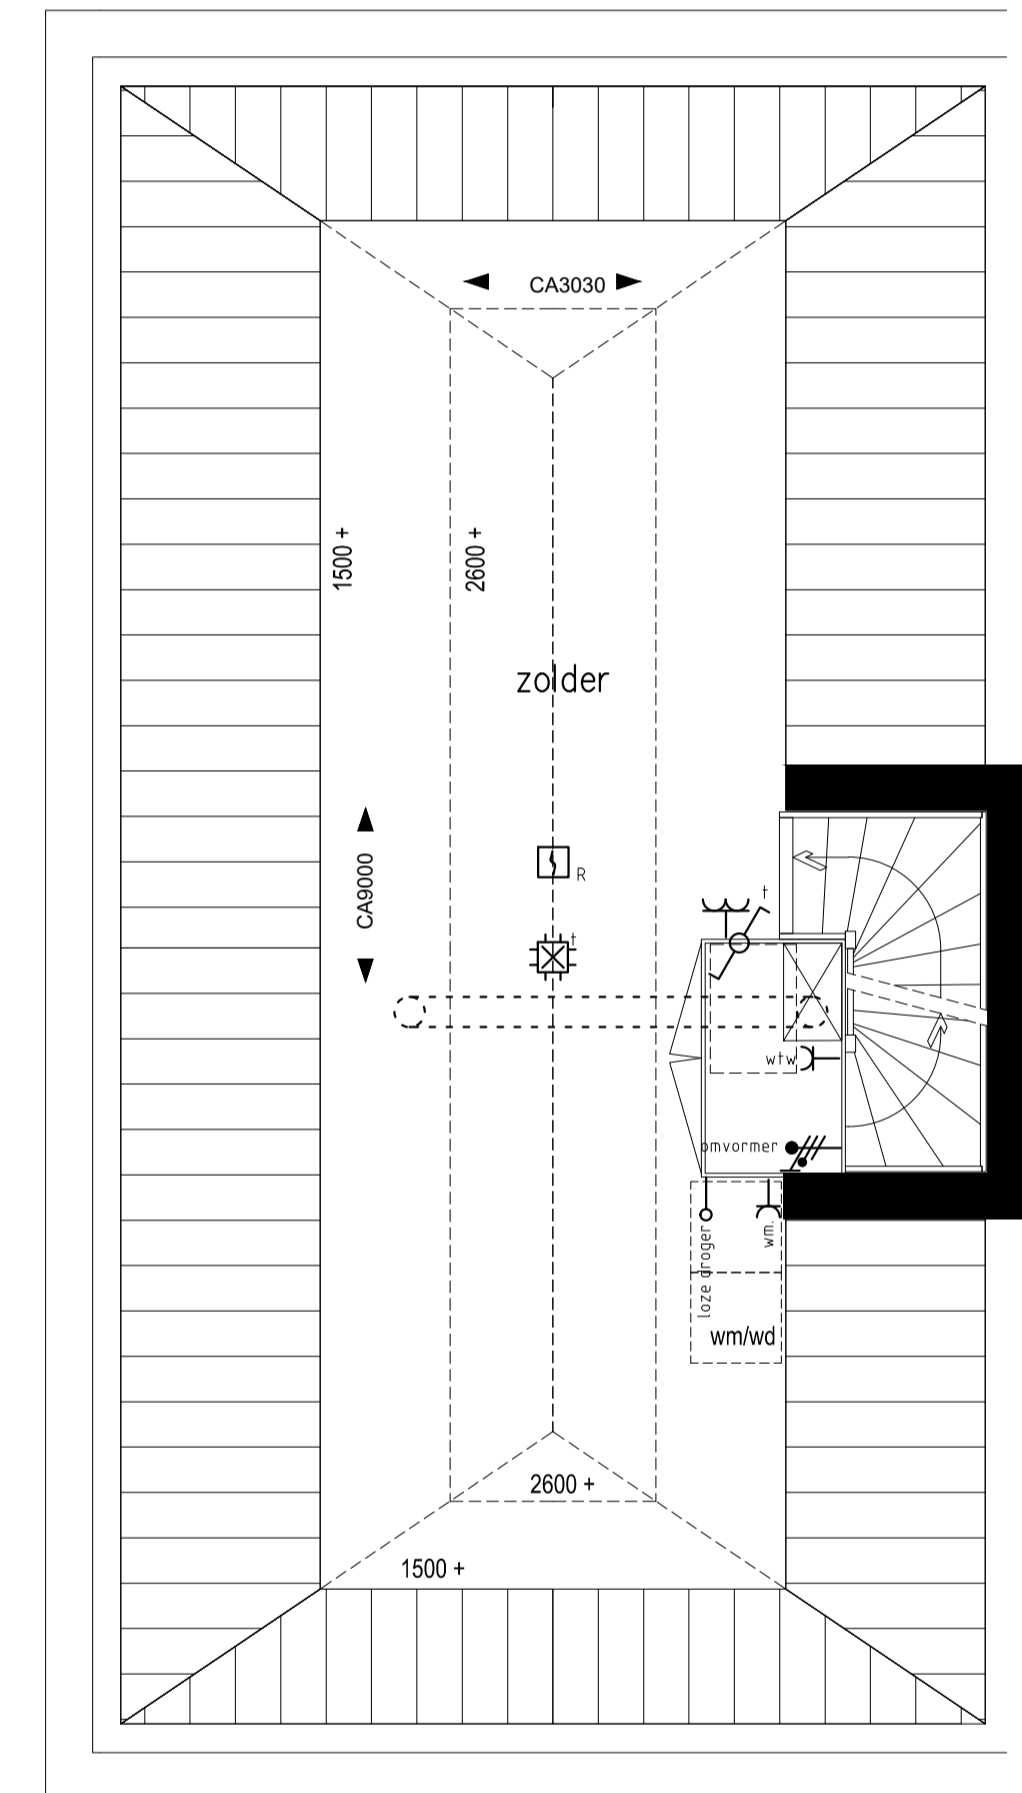 CA3030
1500 +
2600 +
zolder
CA9000
R
t
t
wtw
omvormer
loze droger
wm.
wm/wd
2600 +
1500 +